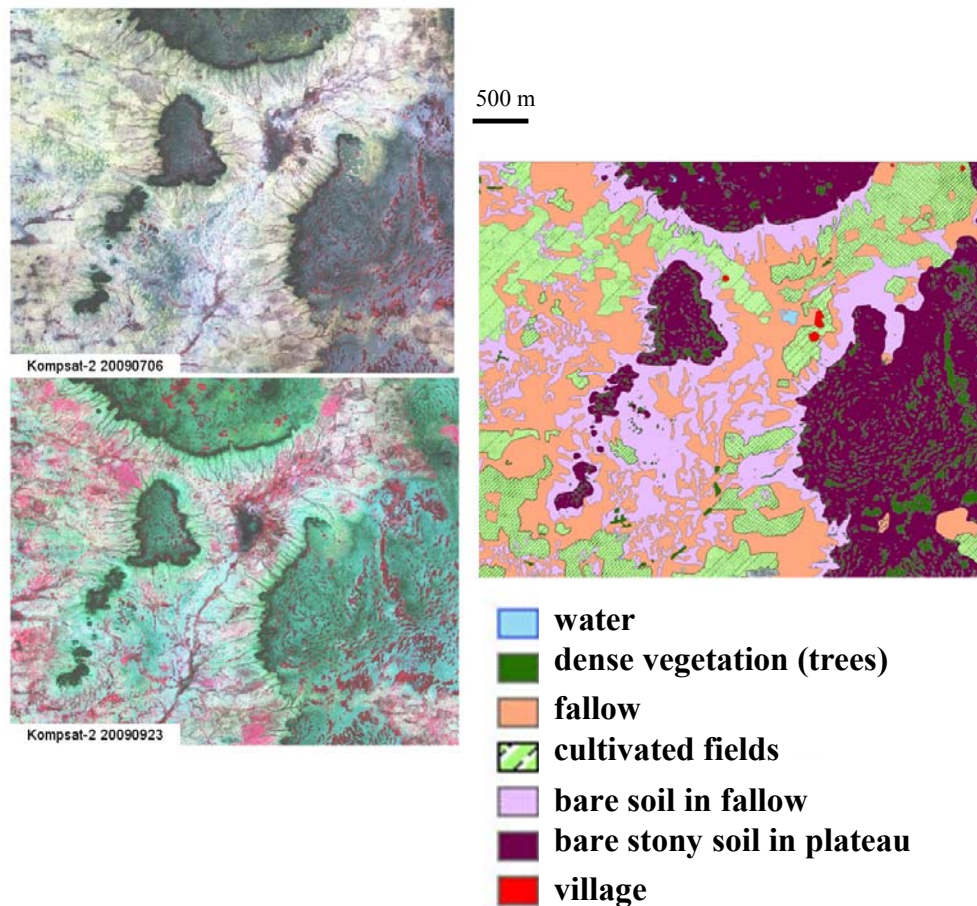 500 m
Kompsat-2 20090706
Kompsat-2 20090923
water
dense vegetation (trees)
fallow
cultivated fields
bare soil in fallow
bare stony soil in plateau
village